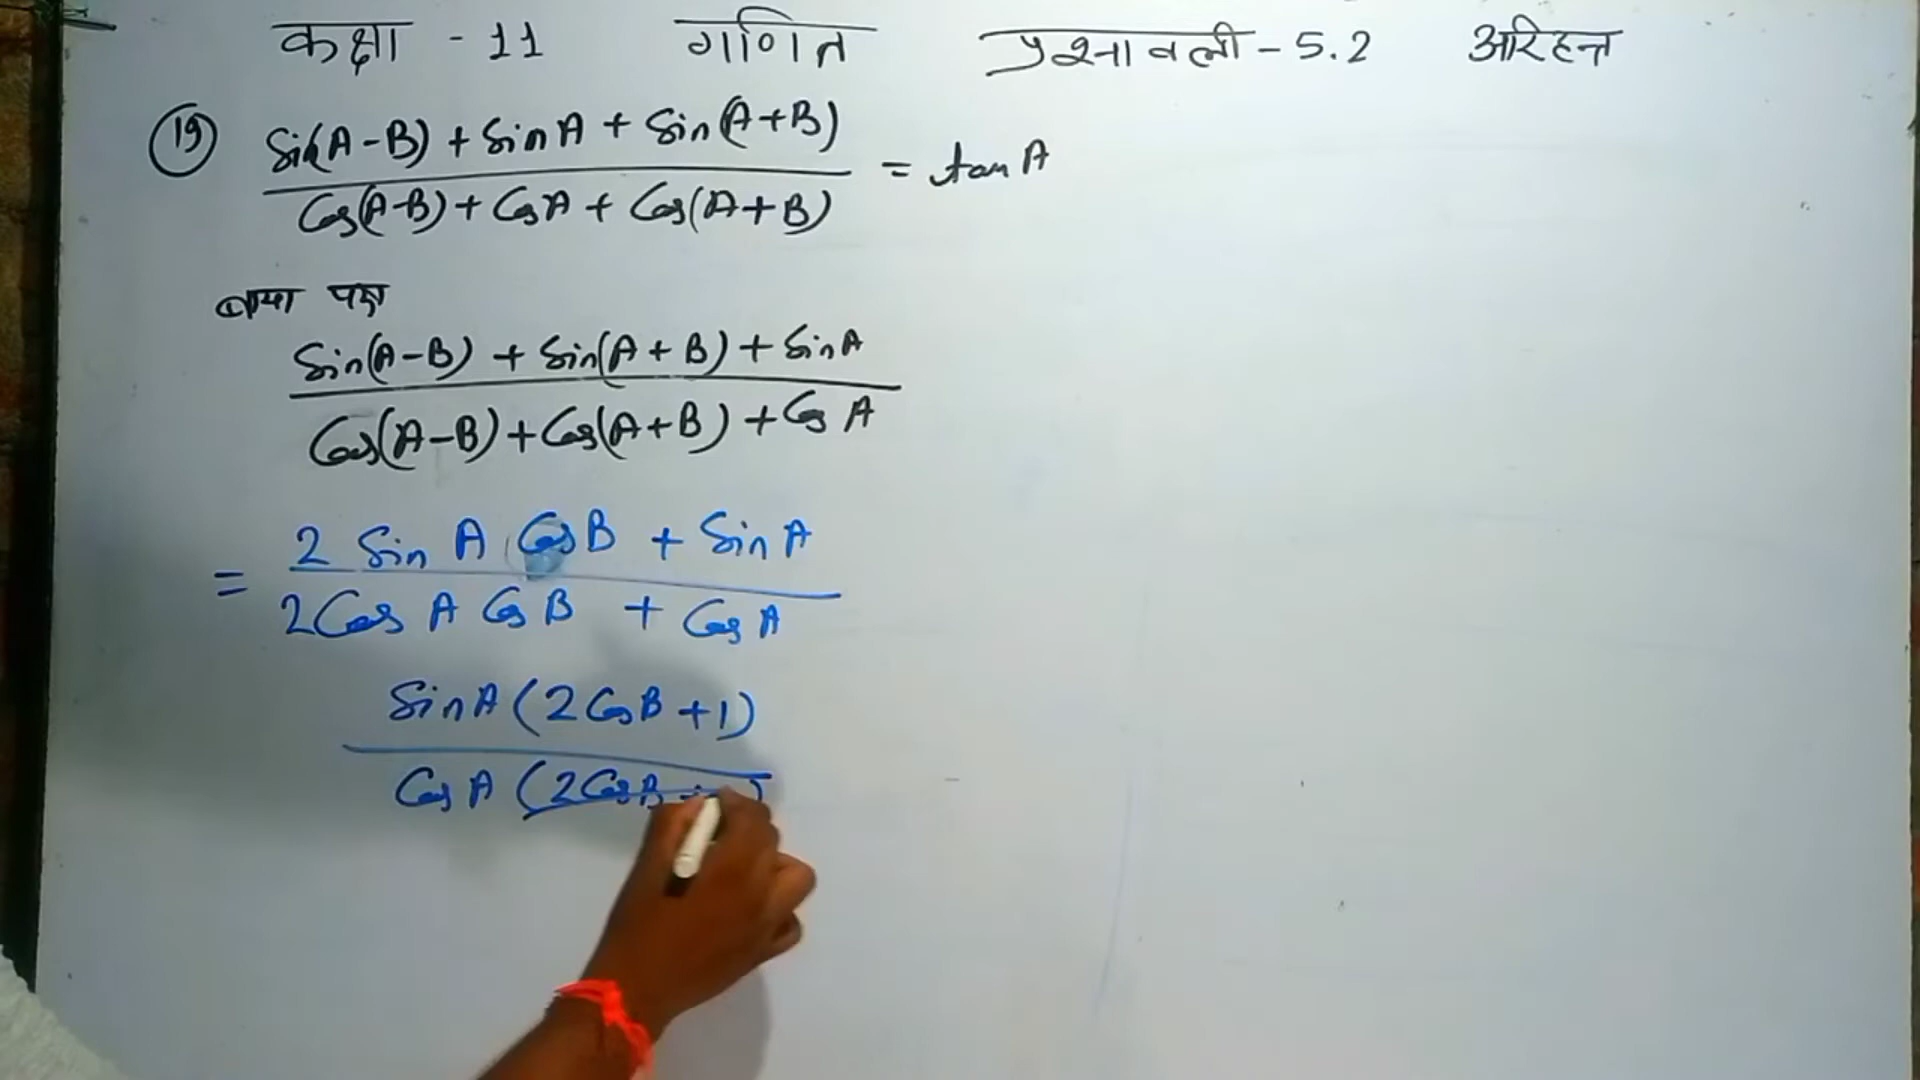 कक्षा - 11 गणित प्रश्नावली - 5.2 अरिहन्त
(19) Sin(A-B) + Sin A + Sin(A+B)
Cos(A-B) + Cos A + Cos(A+B)
= tan A
बाया पक्ष
Sin(A-B) + Sin(A+B) + Sin A
Cos(A-B) + Cos(A+B) + Cos A
= 2 Sin A Cos B + Sin A
2 Cos A Cos B + Cos A
Sin A (2 Cos B + 1)
Cos A (2 Cos B